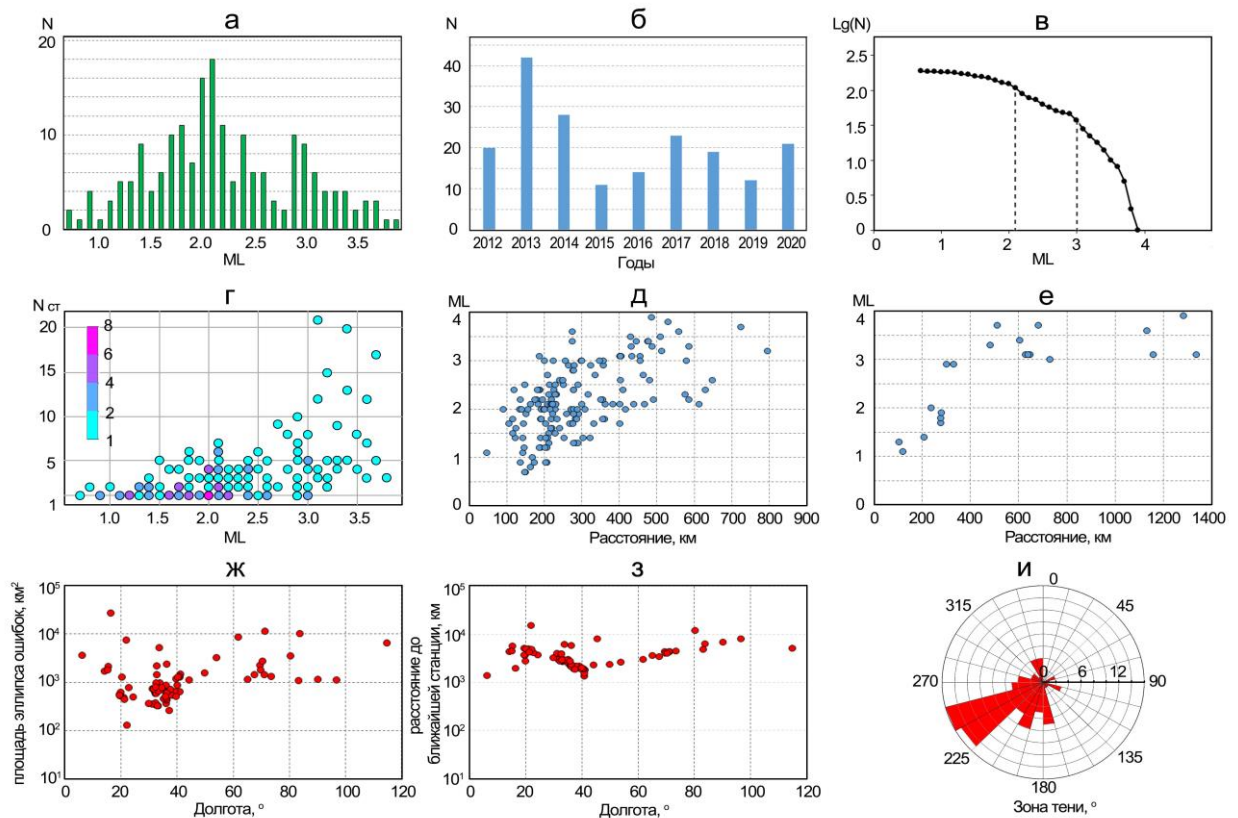 а
N
20
10
0
1.0 1.5 2.0 2.5 3.0 3.5
ML
б
N
40
30
20
10
0
2012 2013 2014 2015 2016 2017 2018 2019 2020
Годы
в
Lg(N)
2.5
2.0
1.5
1.0
0.5
0
0 1 2 3 4
ML
г
N ст
20
15
10
5
1
8
6
4
2
1
1.0 1.5 2.0 2.5 3.0 3.5
ML
д
ML
4
3
2
1
0
0 100 200 300 400 500 600 700 800 900
Расстояние, км
е
ML
4
3
2
1
0
0 200 400 600 800 1000 1200 1400
Расстояние, км
ж
площадь эллипса ошибок, км²
10⁵
10⁴
10³
10²
10¹
0 20 40 60 80 100 120
Долгота, °
з
расстояние до
ближайшей станции, км
10⁵
10⁴
10³
10²
10¹
0 20 40 60 80 100 120
Долгота, °
и
0
315 45
270 0 6 12 90
225 135
180
Зона тени, °